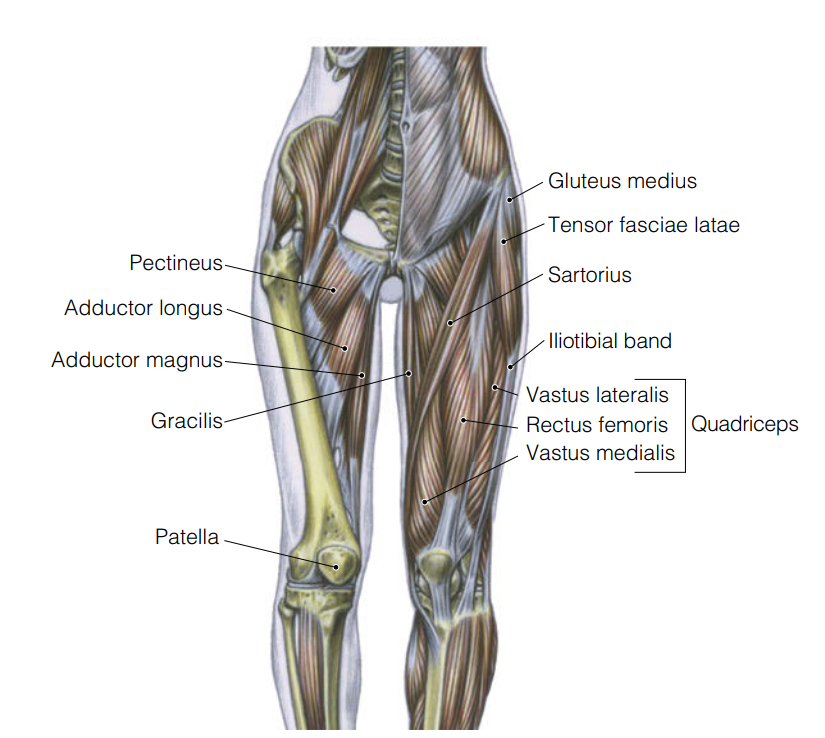 Gluteus medius
Tensor fasciae latae
Pectineus
Sartorius
Adductor longus
Iliotibial band
Adductor magnus
Vastus lateralis
Gracilis
Rectus femoris
Quadriceps
Vastus medialis
Patella